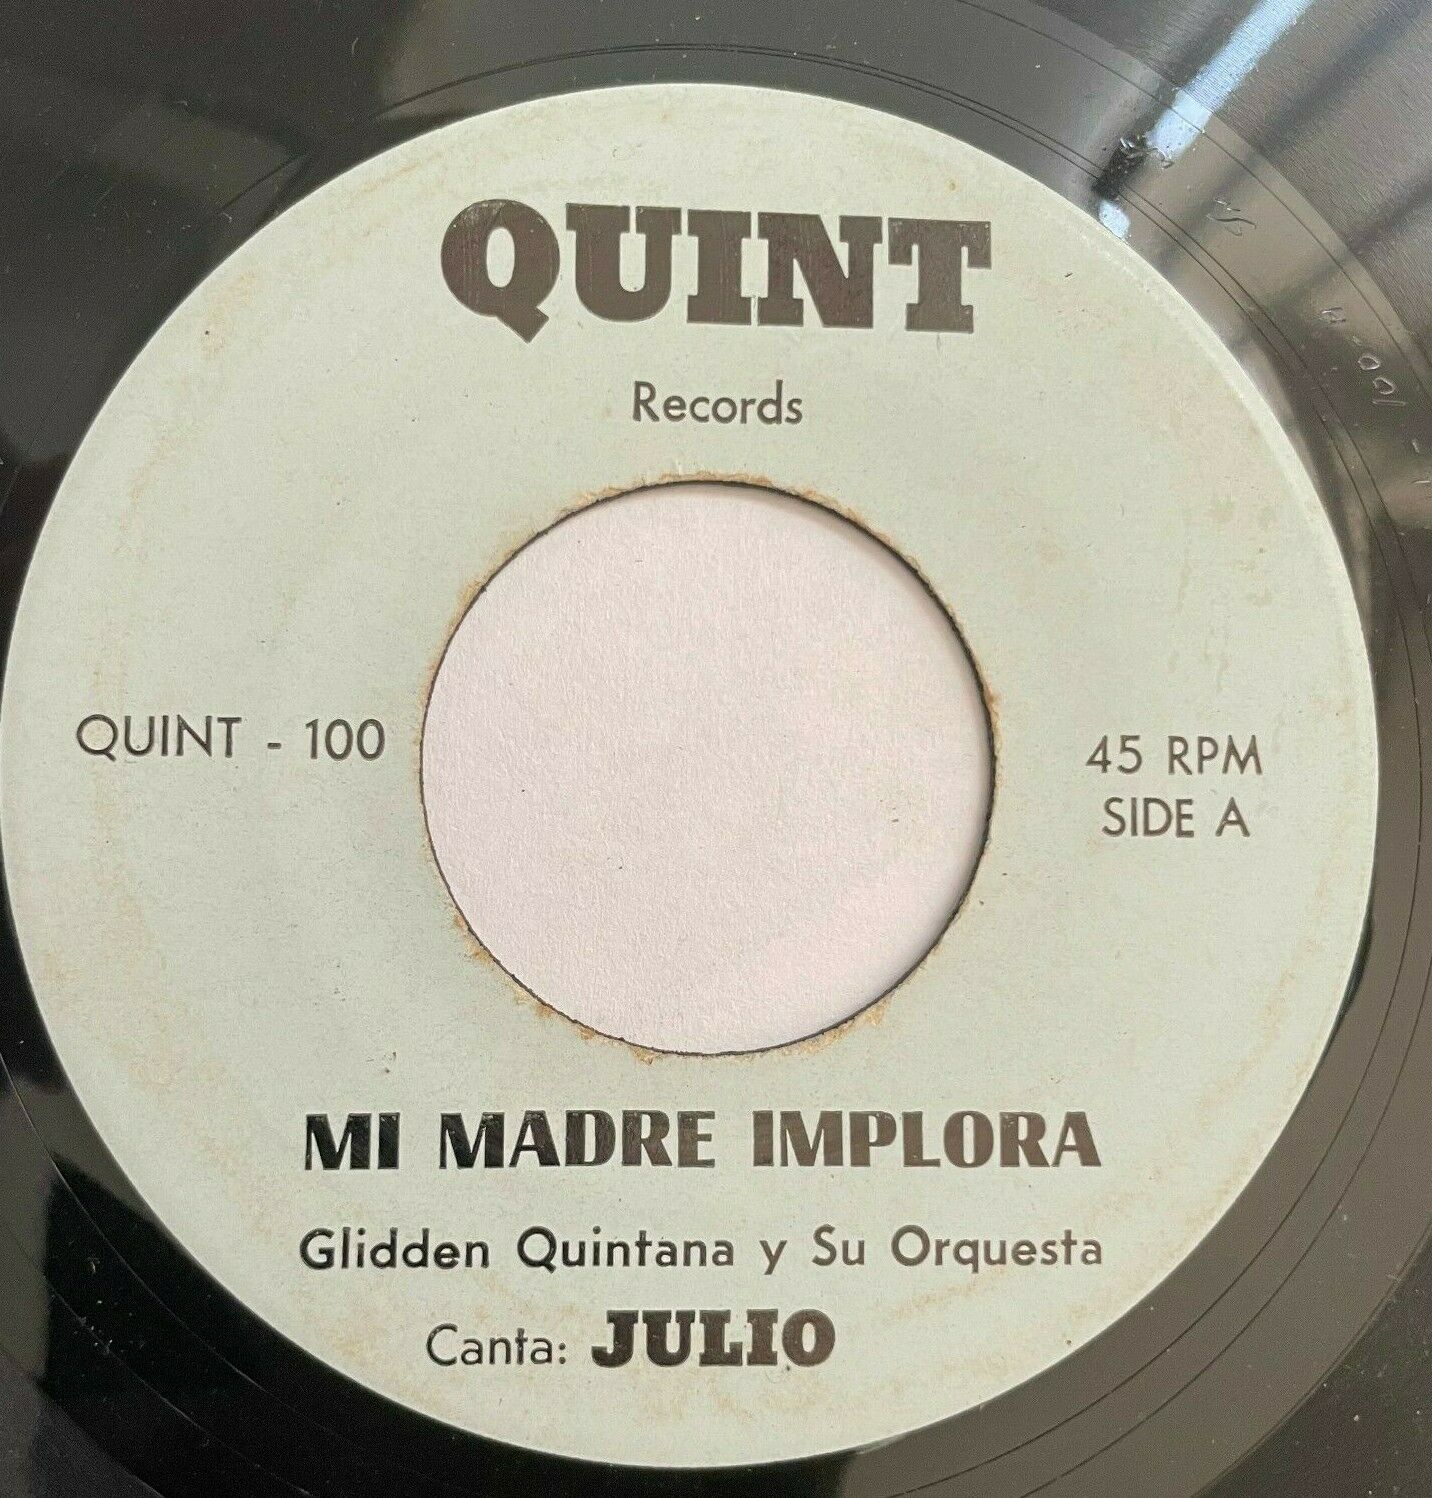 QUINT
Records
QUINT - 100
45 RPM
SIDE A
MI MADRE IMPLORA
Glidden Quintana y Su Orquesta
Canta: JULIO